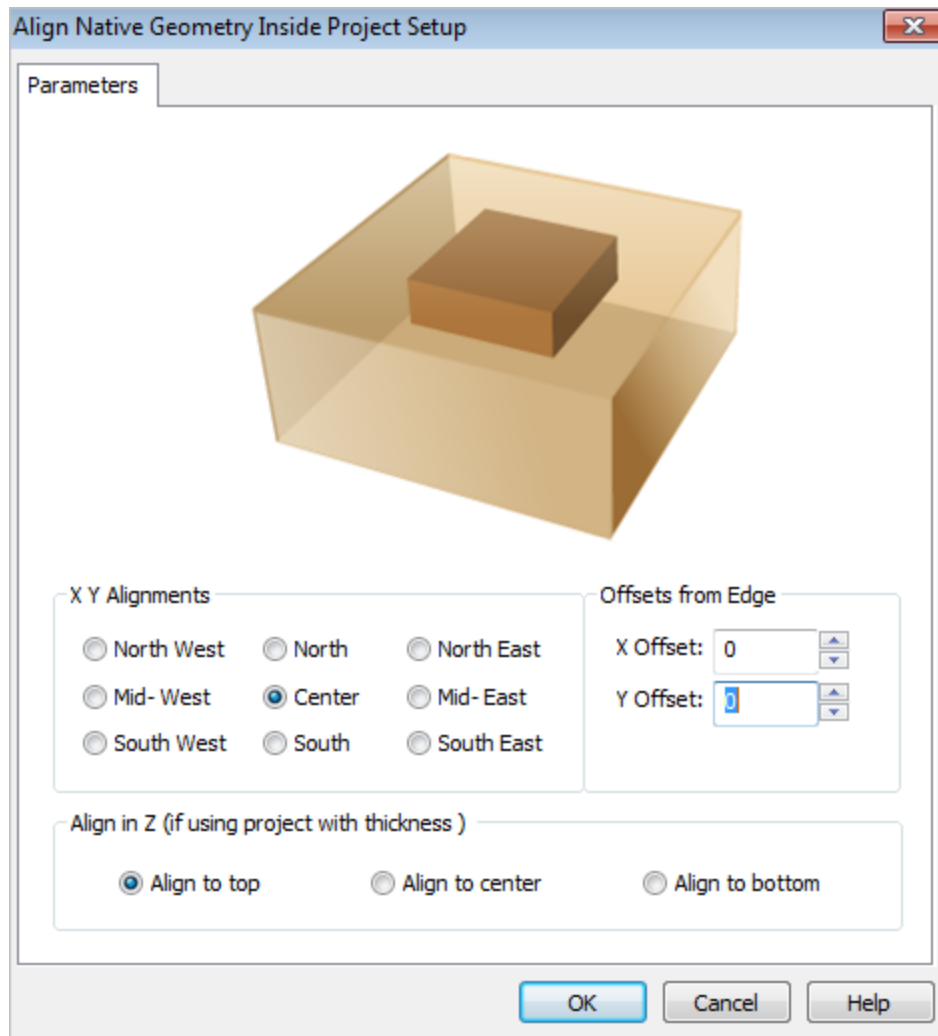 Align Native Geometry Inside Project Setup
Parameters
X Y Alignments
North West North North East
Mid- West Center Mid- East
South West South South East
Offsets from Edge
X Offset: 0
Y Offset: 0
Align in Z (if using project with thickness )
Align to top Align to center Align to bottom
OK Cancel Help